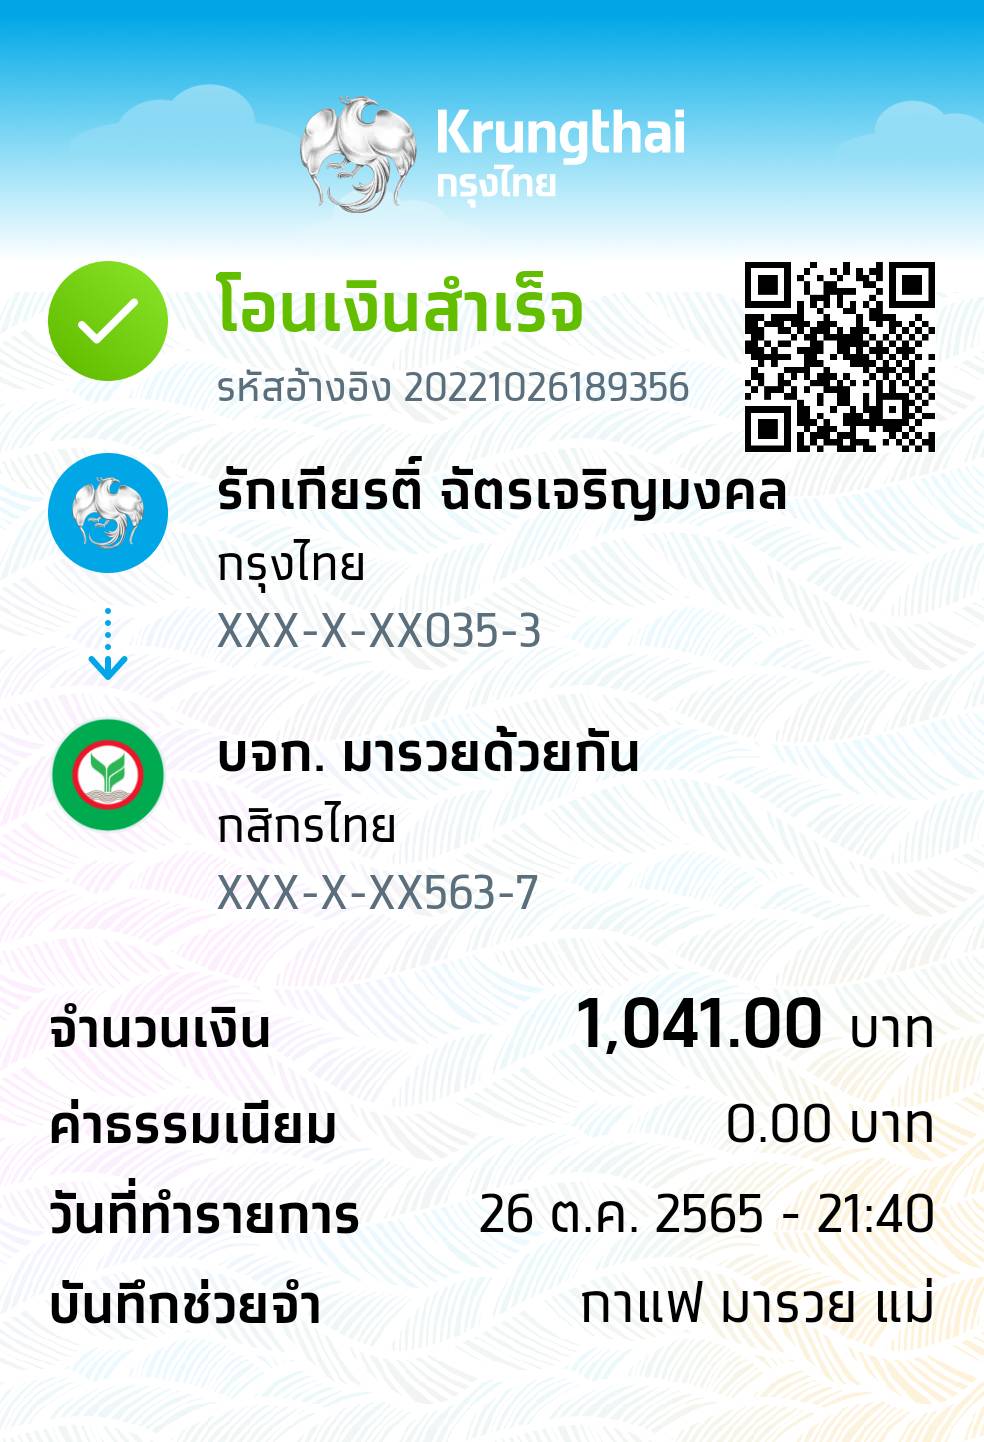 Krungthai
กรุงไทย
โอนเงินสำเร็จ
รหัสอ้างอิง 20221026189356
รักเกียรติ์ ฉัตรเจริญมงคล
กรุงไทย
XXX-X-XX035-3
บจก. มารวยด้วยกัน
กสิกรไทย
XXX-X-XX563-7
จำนวนเงิน 1,041.00 บาท
ค่าธรรมเนียม 0.00 บาท
วันที่ทำรายการ 26 ต.ค. 2565 - 21:40
บันทึกช่วยจำ กาแฟ มารวย แม่